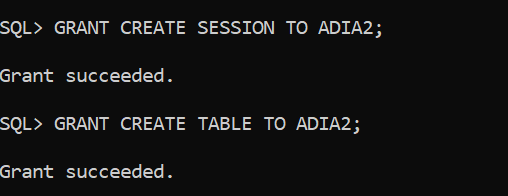 SQL> GRANT CREATE SESSION TO ADIA2;
Grant succeeded.
SQL> GRANT CREATE TABLE TO ADIA2;
Grant succeeded.